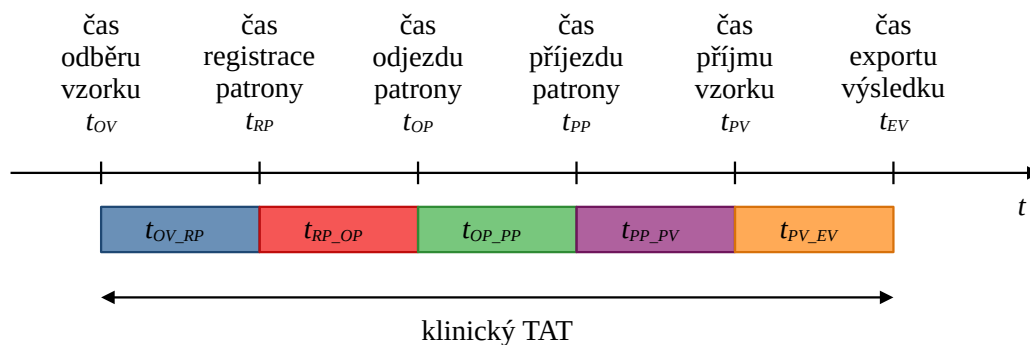 čas
odběru
vzorku
tOV
čas
registrace
patrony
tRP
čas
odjezdu
patrony
tOP
čas
příjezdu
patrony
tPP
čas
příjmu
vzorku
tPV
čas
exportu
výsledku
tEV
t
tOV_RP
tRP_OP
tOP_PP
tPP_PV
tPV_EV
klinický TAT